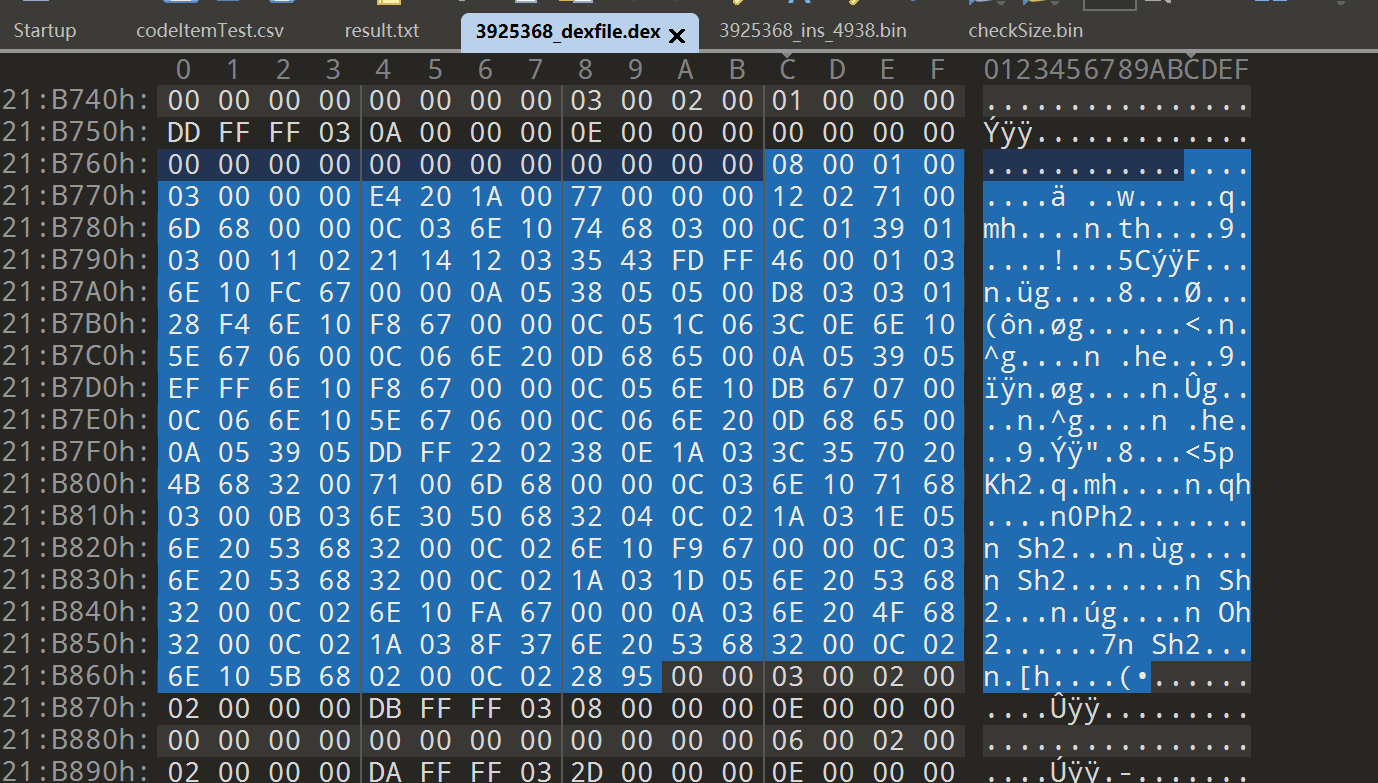 Startup codeItemTest.csv result.txt 3925368_dexfile.dex × 3925368_ins_4938.bin checkSize.bin
0 1 2 3 4 5 6 7 8 9 A B C D E F 0123456789ABCDEF
21:B740h: 00 00 00 00 00 00 00 00 03 00 02 00 01 00 00 00 ................
21:B750h: DD FF FF 03 0A 00 00 00 0E 00 00 00 00 00 00 00 Ýÿÿ.............
21:B760h: 00 00 00 00 00 00 00 00 00 00 00 00 08 00 01 00 ................
21:B770h: 03 00 00 00 E4 20 1A 00 77 00 00 00 12 02 71 00 ....ä ..w.....q.
21:B780h: 6D 68 00 00 0C 03 6E 10 74 68 03 00 0C 01 39 01 mh....n.th....9.
21:B790h: 03 00 11 02 21 14 12 03 35 43 FD FF 46 00 01 03 ....!...5CýÿF...
21:B7A0h: 6E 10 FC 67 00 00 0A 05 38 05 05 00 D8 03 03 01 n.üg....8...Ø...
21:B7B0h: 28 F4 6E 10 F8 67 00 00 0C 05 1C 06 3C 0E 6E 10 (ôn.øg......<.n.
21:B7C0h: 5E 67 06 00 0C 06 6E 20 0D 68 65 00 0A 05 39 05 ^g....n .he...9.
21:B7D0h: EF FF 6E 10 F8 67 00 00 0C 05 6E 10 DB 67 07 00 ïÿn.øg....n.Ûg..
21:B7E0h: 0C 06 6E 10 5E 67 06 00 0C 06 6E 20 0D 68 65 00 ..n.^g....n .he.
21:B7F0h: 0A 05 39 05 DD FF 22 02 38 0E 1A 03 3C 35 70 20 ..9.Ýÿ".8...<5p
21:B800h: 4B 68 32 00 71 00 6D 68 00 00 0C 03 6E 10 71 68 Kh2.q.mh....n.qh
21:B810h: 03 00 0B 03 6E 30 50 68 32 04 0C 02 1A 03 1E 05 ....n0Ph2.......
21:B820h: 6E 20 53 68 32 00 0C 02 6E 10 F9 67 00 00 0C 03 n Sh2...n.ùg....
21:B830h: 6E 20 53 68 32 00 0C 02 1A 03 1D 05 6E 20 53 68 n Sh2.......n Sh
21:B840h: 32 00 0C 02 6E 10 FA 67 00 00 0A 03 6E 20 4F 68 2...n.úg....n Oh
21:B850h: 32 00 0C 02 1A 03 8F 37 6E 20 53 68 32 00 0C 02 2......7n Sh2...
21:B860h: 6E 10 5B 68 02 00 0C 02 28 95 00 00 03 00 02 00 n.[h....(•......
21:B870h: 02 00 00 00 DB FF FF 03 08 00 00 00 0E 00 00 00 ....Ûÿÿ.........
21:B880h: 00 00 00 00 00 00 00 00 00 00 00 00 06 00 02 00 ................
21:B890h: 02 00 00 00 DA FF FF 03 2D 00 00 00 0E 00 00 00 ....Úÿÿ.-.......